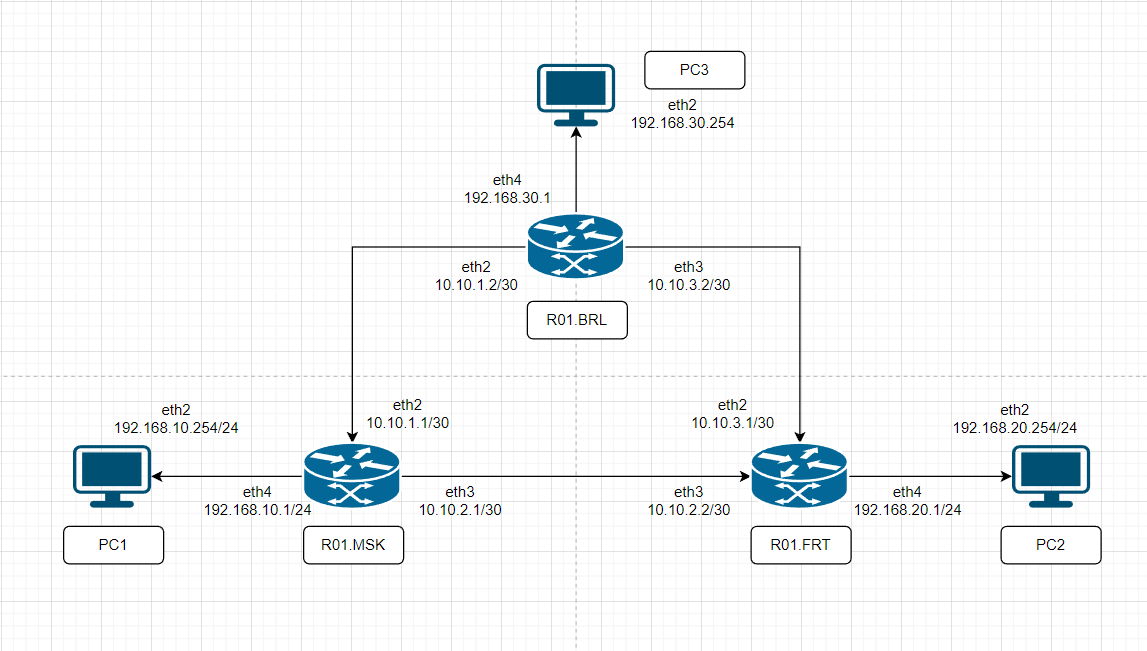 PC3
eth2
192.168.30.254
eth4
192.168.30.1
eth2
10.10.1.2/30
eth3
10.10.3.2/30
R01.BRL
eth2
192.168.10.254/24
eth2
10.10.1.1/30
eth2
10.10.3.1/30
eth2
192.168.20.254/24
eth4
192.168.10.1/24
eth3
10.10.2.1/30
eth3
10.10.2.2/30
eth4
192.168.20.1/24
PC1
R01.MSK
R01.FRT
PC2